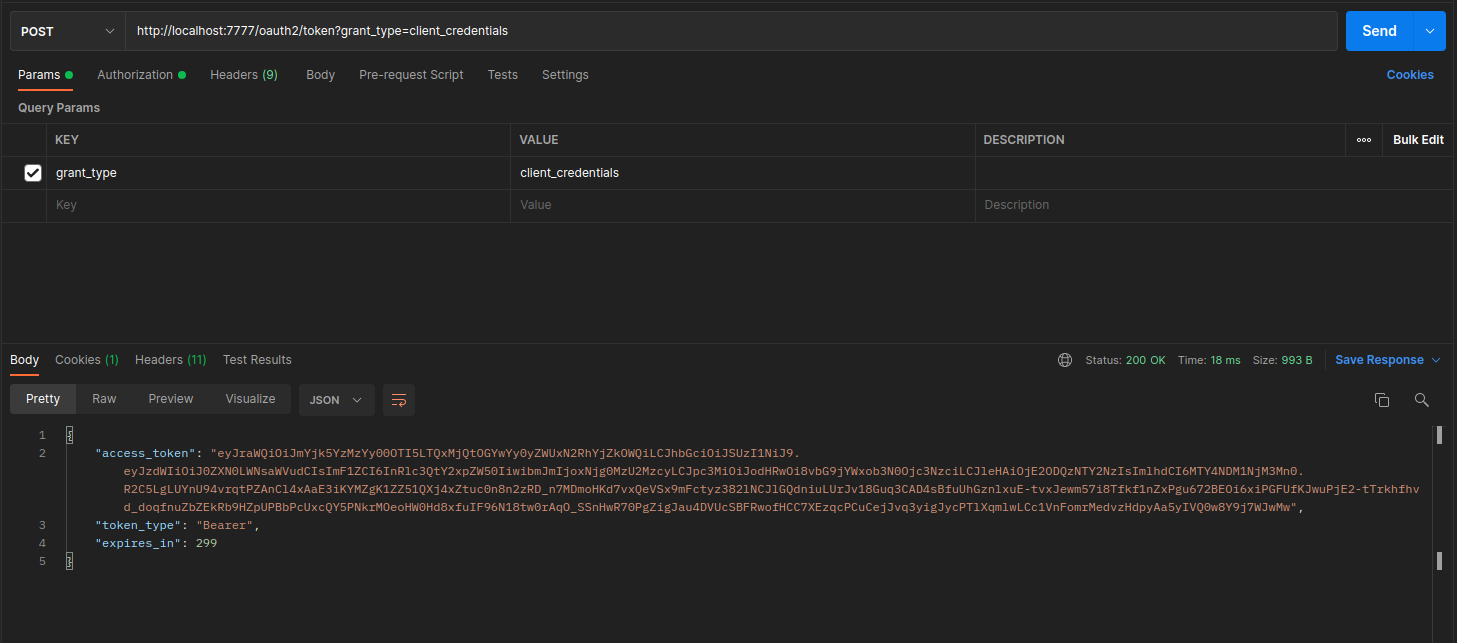 POST
http://localhost:7777/oauth2/token?grant_type=client_credentials
Send
Params
Authorization
Headers (9)
Body
Pre-request Script
Tests
Settings
Cookies
Query Params
KEY
VALUE
DESCRIPTION
Bulk Edit
grant_type
client_credentials
Key
Value
Description
Body
Cookies (1)
Headers (11)
Test Results
Status: 200 OK
Time: 18 ms
Size: 993 B
Save Response
Pretty
Raw
Preview
Visualize
JSON
1 {
2 "access_token": "eyJraWQiOiJmYjk5YzMzYy00OTI5LTQxMjQtOGYwYy0yZWUxN2RhYjZkOWQiLCJhbGciOiJSUzI1NiJ9.
eyJzdWIiOiJ0ZXN0LWNsaWVudCIsImF1ZCI6InRlc3QtY2xpZW50IiwibmJmIjoxNjg0MzU2MzcyLCJpc3MiOiJodHRwOi8vbG9jYWxob3N0Ojc3NzciLCJleHAiOjE2ODQzNTY2NzIsImlhdCI6MTY4NDM1NjM3Mn0.
R2C5LgLUYnU94vrqtPZAnCl4xAaE3iKYMZgK1ZZ51QXj4xZtuc0n8n2zRD_n7MDmoHKd7vxQeVSx9mFctyz382lNCJlGQdniuLUrJv18Guq3CAD4sBfuUhGznlxuE-tvxJewm57i8Tfkf1nZxPgu672BEOi6xiPGFUfKJwuPjE2-tTrkhfhv
d_doqfnuZbZEkRb9HZpUPBbPcUxcQY5PNkrMOeoHW0Hd8xfuIF96N18tw0rAqO_SSnHwR70PgZigJau4DVUcSBFRwofHCC7XEzqcPCuCejJvq3yigJycPTlXqmlwLCc1VnFomrMedvzHdpyAa5yIVQ0w8Y9j7WJwMw",
3 "token_type": "Bearer",
4 "expires_in": 299
5 }